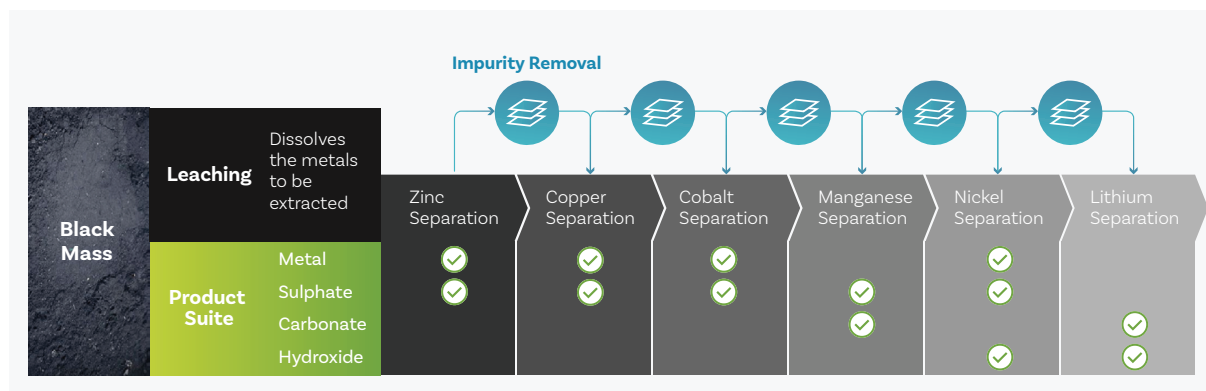 Impurity Removal
Black
Mass
Leaching
Dissolves
the metals
to be
extracted
Zinc
Separation
Copper
Separation
Cobalt
Separation
Manganese
Separation
Nickel
Separation
Lithium
Separation
Product
Suite
Metal
Sulphate
Carbonate
Hydroxide